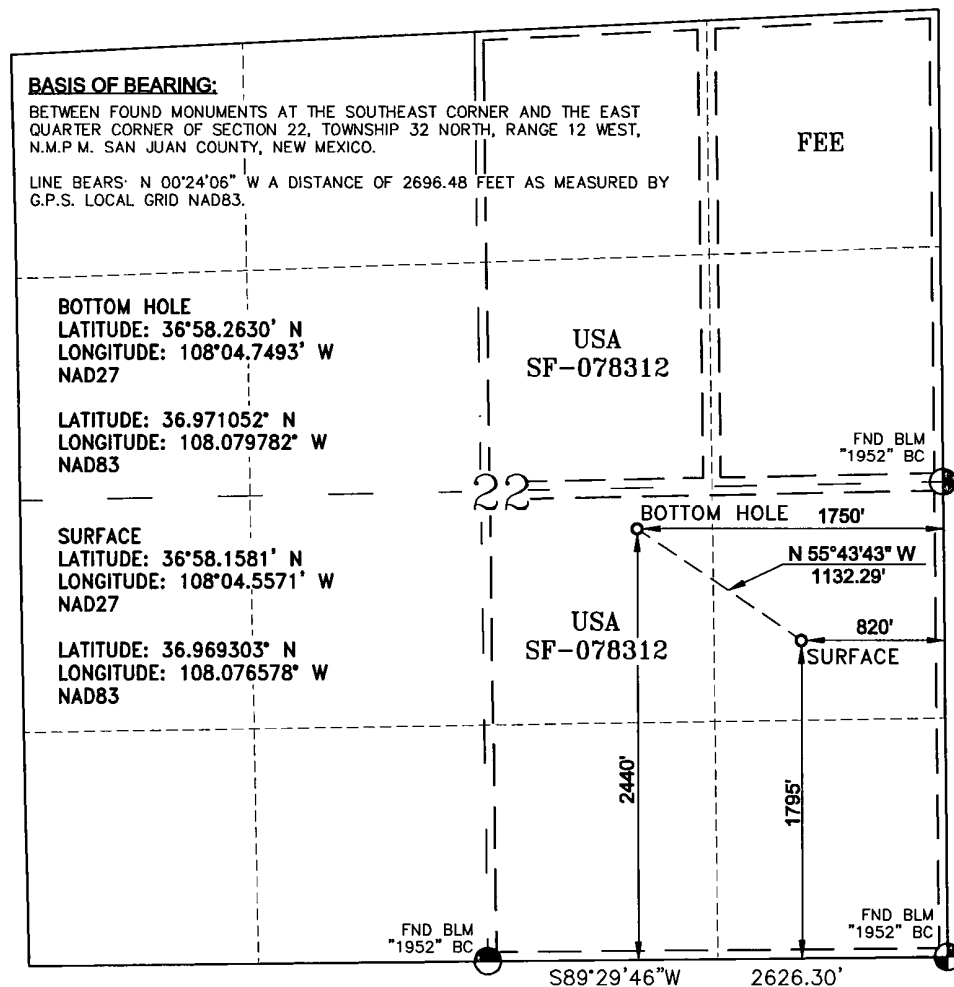 BASIS OF BEARING:
BETWEEN FOUND MONUMENTS AT THE SOUTHEAST CORNER AND THE EAST
QUARTER CORNER OF SECTION 22, TOWNSHIP 32 NORTH, RANGE 12 WEST,
N.M.P M. SAN JUAN COUNTY, NEW MEXICO.
LINE BEARS· N 00°24'06" W A DISTANCE OF 2696.48 FEET AS MEASURED BY
G.P.S. LOCAL GRID NAD83.
FEE
BOTTOM HOLE
LATITUDE: 36°58.2630' N
LONGITUDE: 108°04.7493' W
NAD27
LATITUDE: 36.971052° N
LONGITUDE: 108.079782° W
NAD83
USA
SF-078312
FND BLM
"1952" BC
22
BOTTOM HOLE
1750'
N 55°43'43" W
1132.29'
SURFACE
LATITUDE: 36°58.1581' N
LONGITUDE: 108°04.5571' W
NAD27
LATITUDE: 36.969303° N
LONGITUDE: 108.076578° W
NAD83
USA
SF-078312
820'
SURFACE
2440'
1795'
FND BLM
"1952" BC
FND BLM
"1952" BC
S89°29'46"W 2626.30'